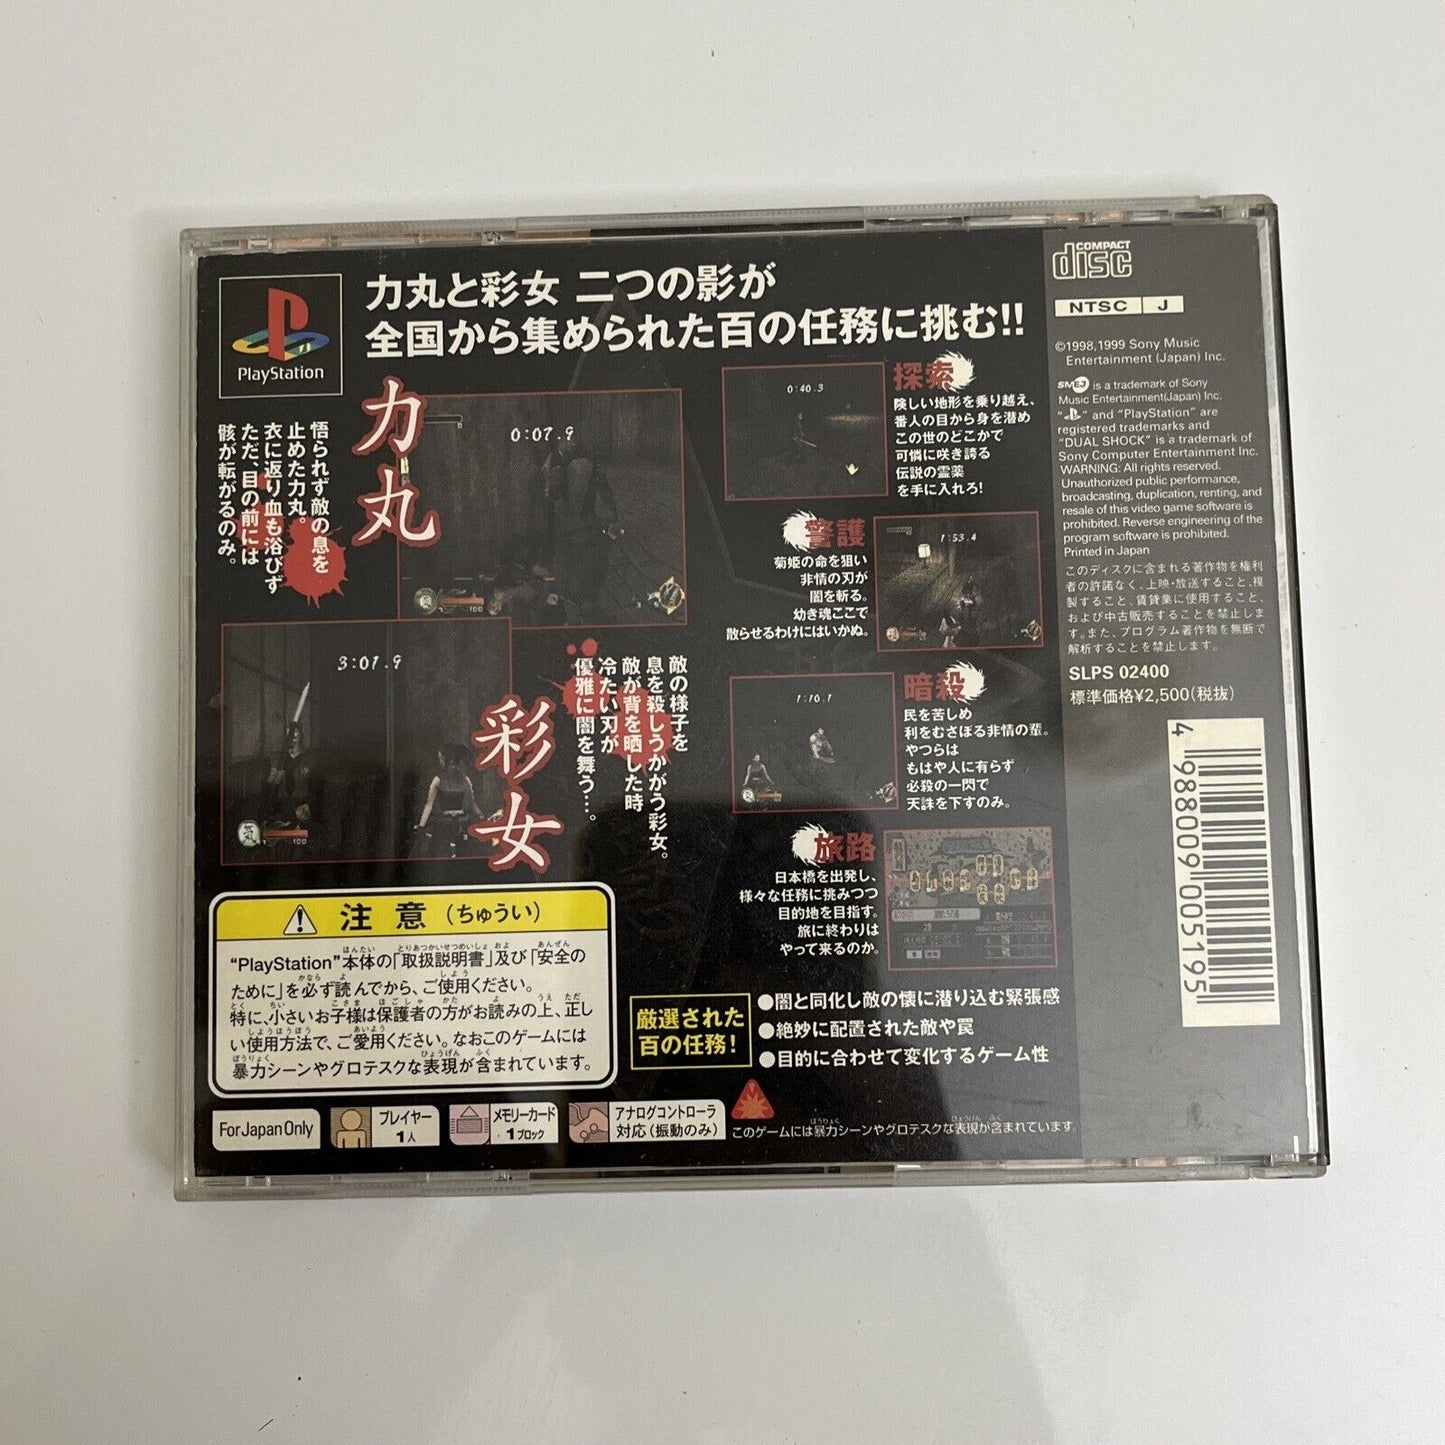 力丸と彩女 二つの影が
全国から集められた百の任務に挑む!!
PlayStation
力丸
悟られず敵の息を
止めた力丸。
衣に返り血も浴びず
ただ、目の前には
骸が転がるのみ。
0:07.9
100
3:01.9
気
100
彩女
敵の様子を
息を殺しうかがう彩女。
敵が背を晒した時
冷たい刃が
優雅に闇を舞う…。
0:40.3
探索
険しい地形を乗り越え、
番人の目から身を潜め
この世のどこかで
可憐に咲き誇る
伝説の霊薬
を手に入れろ!
警護
菊姫の命を狙い
非情の刃が
闇を斬る。
幼き魂ここで
散らせるわけにはいかぬ。
1:53.4
1:10.1
暗殺
民を苦しめ
利をむさぼる非情の輩。
やつらは
もはや人に有らず
必殺の一閃で
天誅を下すのみ。
旅路
日本橋を出発し、
様々な任務に挑みつつ
目的地を目指す。
旅に終わりは
やって来るのか。
厳選された
百の任務!
●闇と同化し敵の懐に潜り込む緊張感
●絶妙に配置された敵や罠
●目的に合わせて変化するゲーム性
注意(ちゅうい)
"PlayStation"本体の「取扱説明書」及び「安全の
ために」を必ず読んでから、ご使用ください。
特に、小さいお子様は保護者の方がお読みの上、正し
い使用方法で、ご愛用ください。なおこのゲームには
暴力シーンやグロテスクな表現が含まれています。
For Japan Only
プレイヤー
1人
メモリーカード
・1ブロック
アナログコントローラ
対応(振動のみ)
このゲームには暴力シーンやグロテスクな表現が含まれています。
COMPACT
disc
NTSC J
©1998,1999 Sony Music
Entertainment (Japan) Inc.
SMEJ is a trademark of Sony
Music Entertainment(Japan) Inc.
" " and "PlayStation" are
registered trademarks and
"DUAL SHOCK" is a trademark of
Sony Computer Entertainment Inc.
WARNING: All rights reserved.
Unauthorized public performance,
broadcasting, duplication, renting, and
resale of this video game software is
prohibited. Reverse engineering of the
program software is prohibited.
Printed in Japan
このディスクに含まれる著作物を権利
者の許諾なく、上映・放送すること、複
製すること、賃貸業に使用すること、
および中古販売することを禁止しま
す。また、プログラム著作物を無断で
解析することを禁止します。
SLPS 02400
標準価格¥2,500(税抜)
4 988009 005195